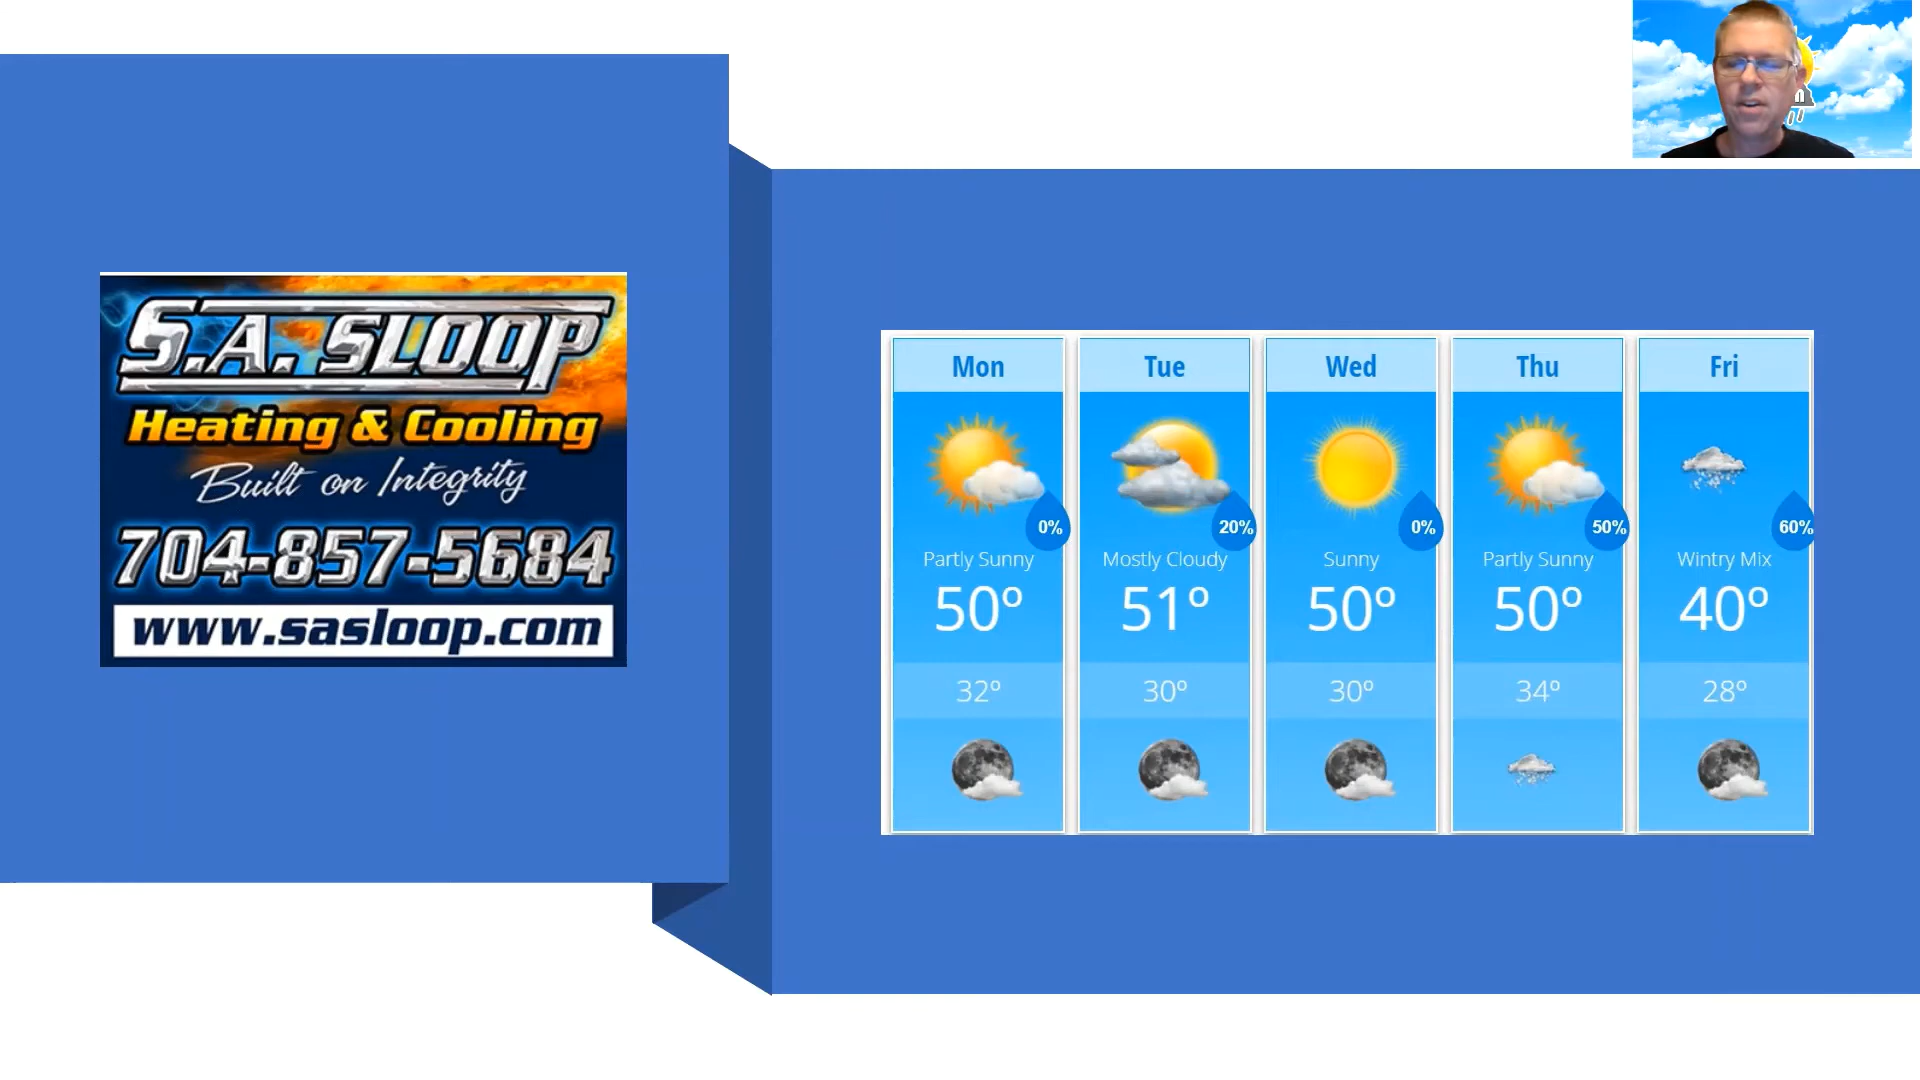 S.A. SLOOP
Heating & Cooling
Built on Integrity
704-857-5684
www.sasloop.com
Mon Tue Wed Thu Fri
0% 20% 0% 50% 60%
Partly Sunny Mostly Cloudy Sunny Partly Sunny Wintry Mix
50° 51° 50° 50° 40°
32° 30° 30° 34° 28°